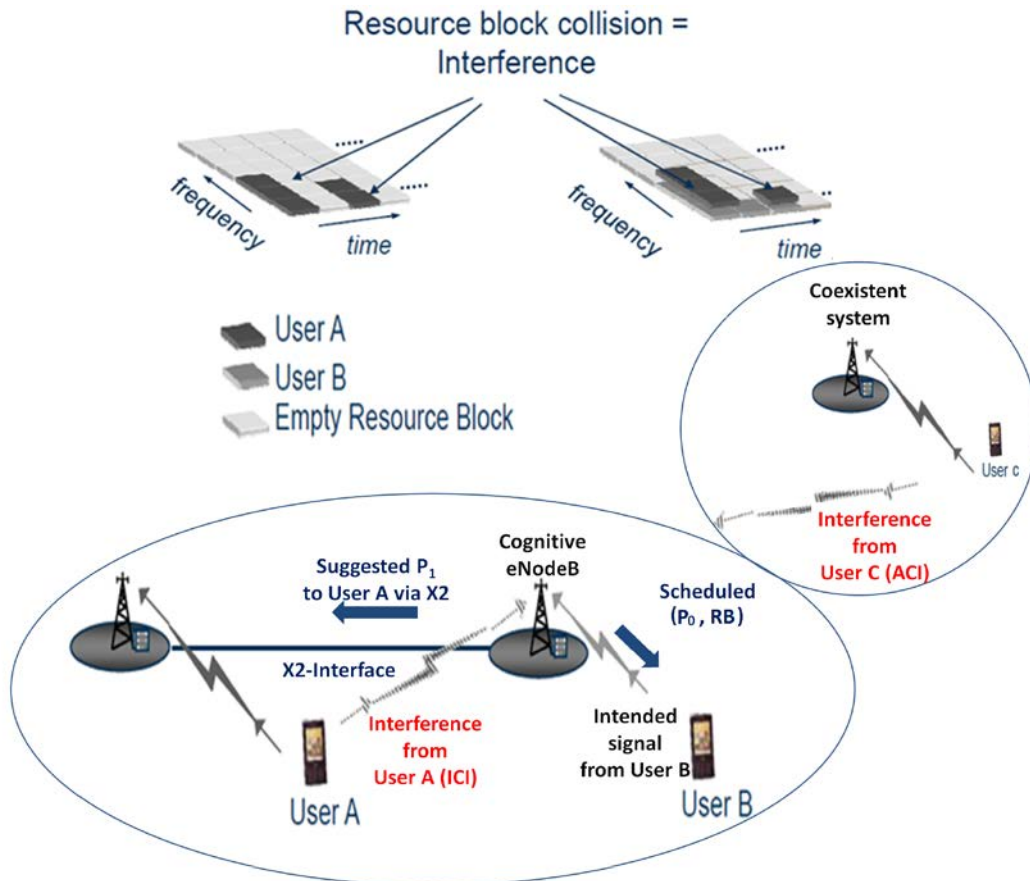 Resource block collision =
Interference
.....
.....
frequency
time
.....
..
frequency
time
User A
User B
Empty Resource Block
Coexistent
system
User c
Interference
from
User C (ACI)
Suggested P₁
to User A via X2
Cognitive
eNodeB
Scheduled
(P₀ , RB)
X2-Interface
Interference
from
User A (ICI)
Intended
signal
from User B
User A
User B